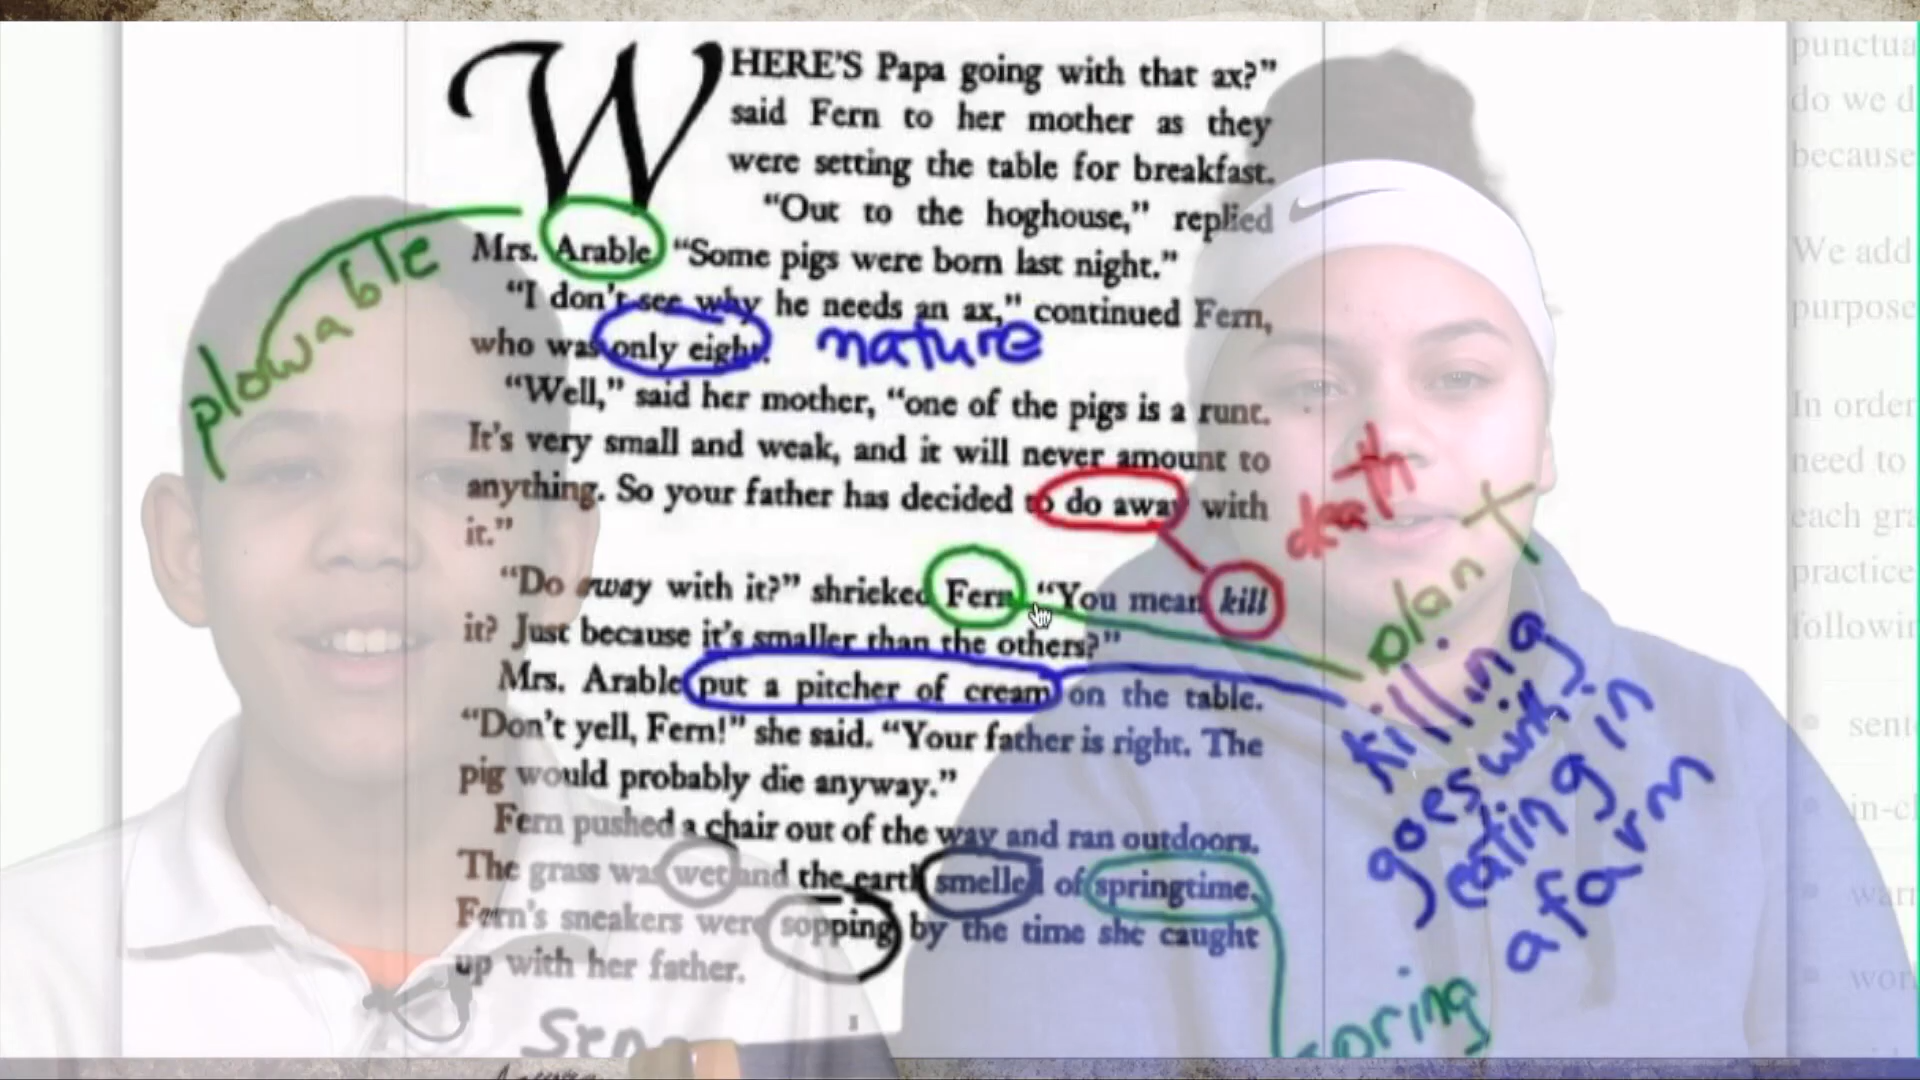 WHERE'S Papa going with that ax?"
said Fern to her mother as they
were setting the table for breakfast.
"Out to the hoghouse," replied
Mrs. Arable. "Some pigs were born last night."
"I don't see why he needs an ax," continued Fern,
who was only eight.
"Well," said her mother, "one of the pigs is a runt.
It's very small and weak, and it will never amount to
anything. So your father has decided to do away with
it."
"Do away with it?" shrieked Fern. "You mean kill
it? Just because it's smaller than the others?"
Mrs. Arable put a pitcher of cream on the table.
"Don't yell, Fern!" she said. "Your father is right. The
pig would probably die anyway."
Fern pushed a chair out of the way and ran outdoors.
The grass was wet and the earth smelled of springtime.
Fern's sneakers were sopping by the time she caught
up with her father.
1
plowable
nature
death
plant
killing
goes with
eating in
a farm
spring
punctua
do we d
because
We add
purpose
In order
need to
each gra
practice
followin
• sent
• in-cl
• warm
• wor